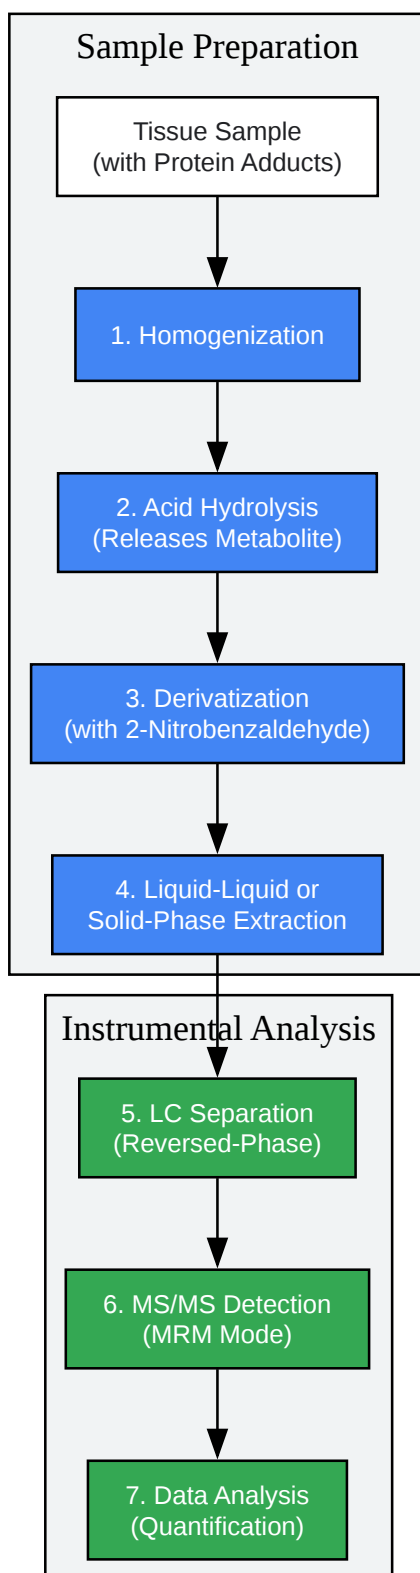 Sample Preparation
Tissue Sample
(with Protein Adducts)
1. Homogenization
2. Acid Hydrolysis
(Releases Metabolite)
3. Derivatization
(with 2-Nitrobenzaldehyde)
4. Liquid-Liquid or
Solid-Phase Extraction
Instrumental Analysis
5. LC Separation
(Reversed-Phase)
6. MS/MS Detection
(MRM Mode)
7. Data Analysis
(Quantification)